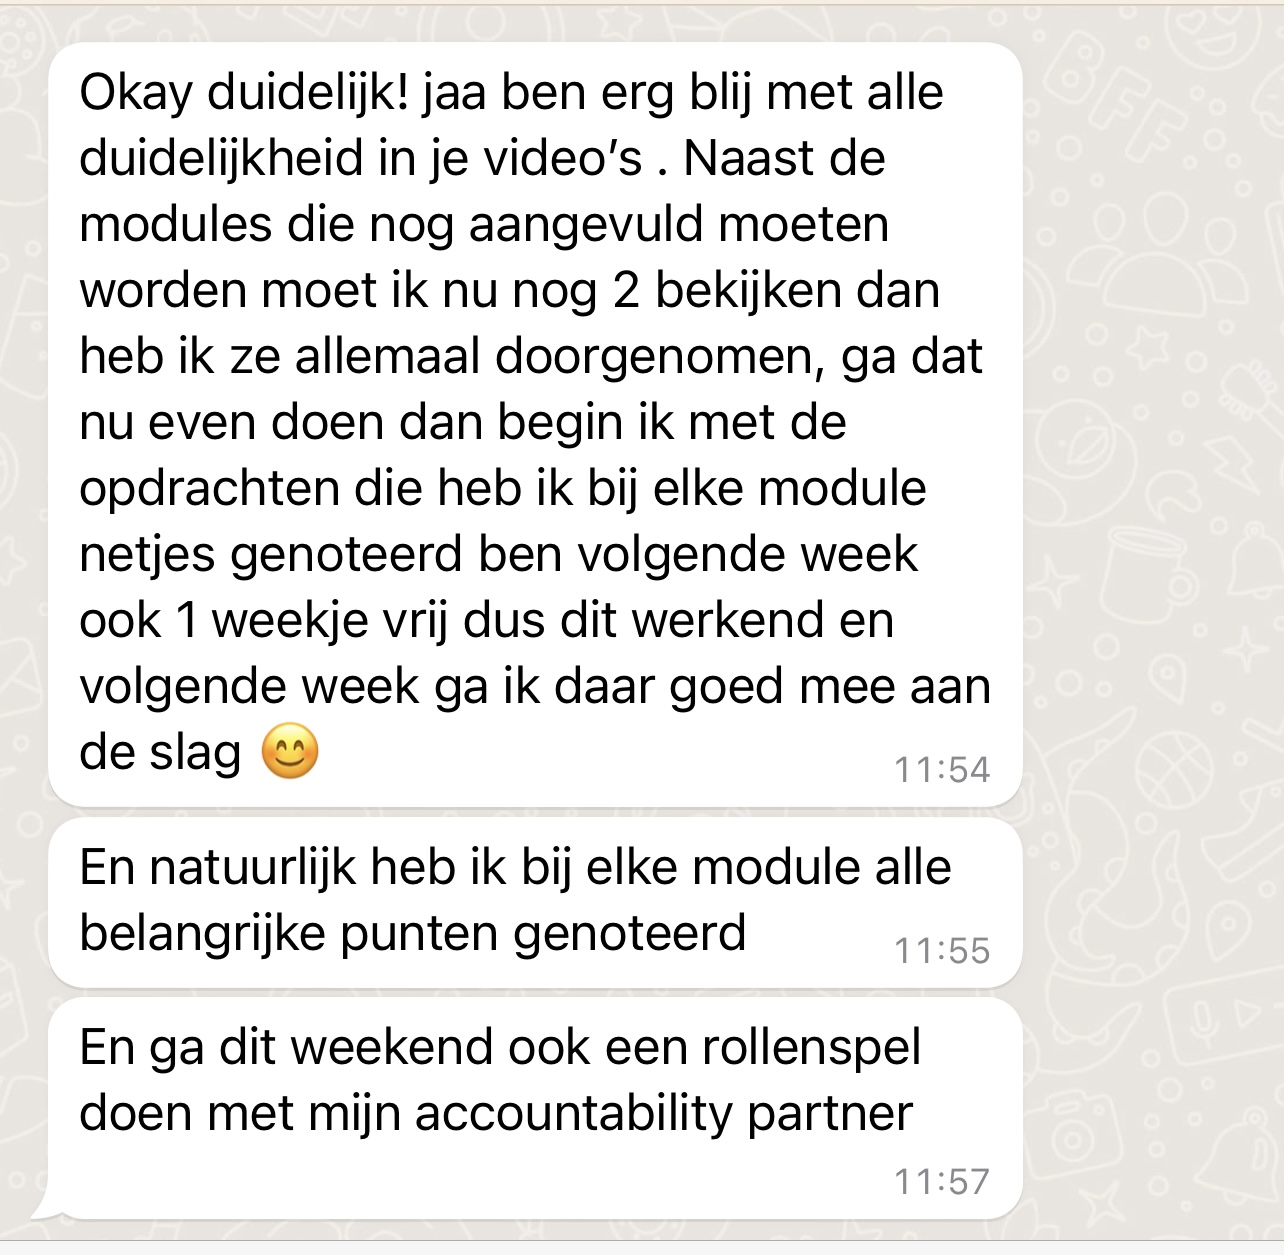 Okay duidelijk! jaa ben erg blij met alle
duidelijkheid in je video’s . Naast de
modules die nog aangevuld moeten
worden moet ik nu nog 2 bekijken dan
heb ik ze allemaal doorgenomen, ga dat
nu even doen dan begin ik met de
opdrachten die heb ik bij elke module
netjes genoteerd ben volgende week
ook 1 weekje vrij dus dit werkend en
volgende week ga ik daar goed mee aan
de slag 😊
11:54
En natuurlijk heb ik bij elke module alle
belangrijke punten genoteerd
11:55
En ga dit weekend ook een rollenspel
doen met mijn accountability partner
11:57